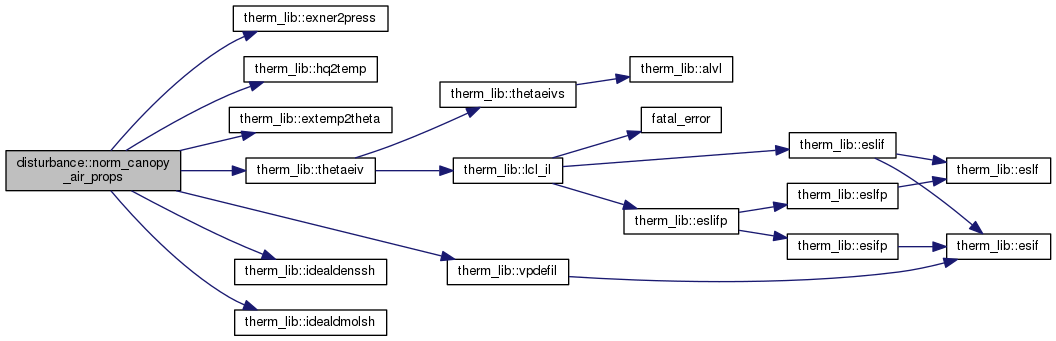 disturbance::norm_canopy
_air_props
therm_lib::exner2press
therm_lib::hq2temp
therm_lib::extemp2theta
therm_lib::thetaeiv
therm_lib::idealdenssh
therm_lib::idealdmolsh
therm_lib::thetaeivs
therm_lib::lcl_il
therm_lib::vpdefil
therm_lib::alvl
fatal_error
therm_lib::eslifp
therm_lib::eslif
therm_lib::eslfp
therm_lib::esifp
therm_lib::eslf
therm_lib::esif